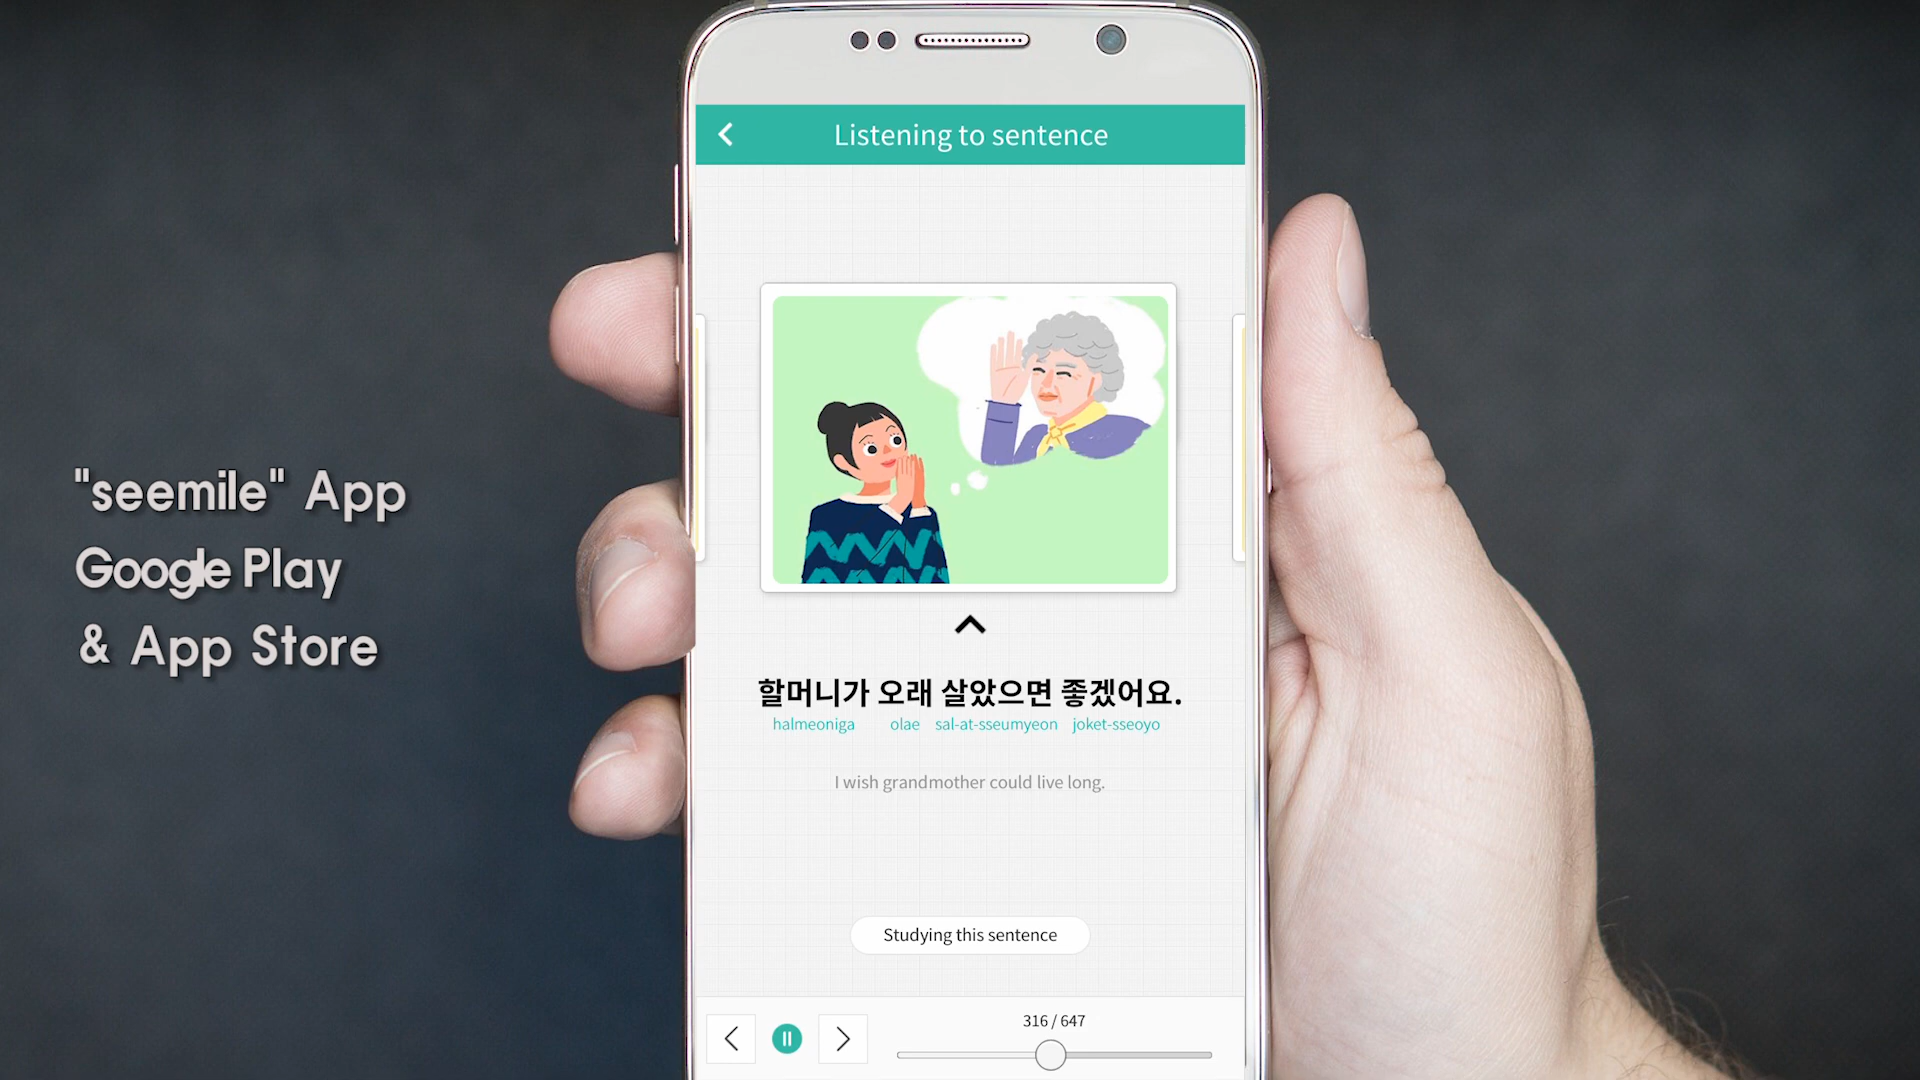 "seemile" App
Google Play
& App Store
Listening to sentence
할머니가 오래 살았으면 좋겠어요.
halmeoniga olae sal-at-sseumyeon joket-sseoyo
I wish grandmother could live long.
Studying this sentence
316 / 647